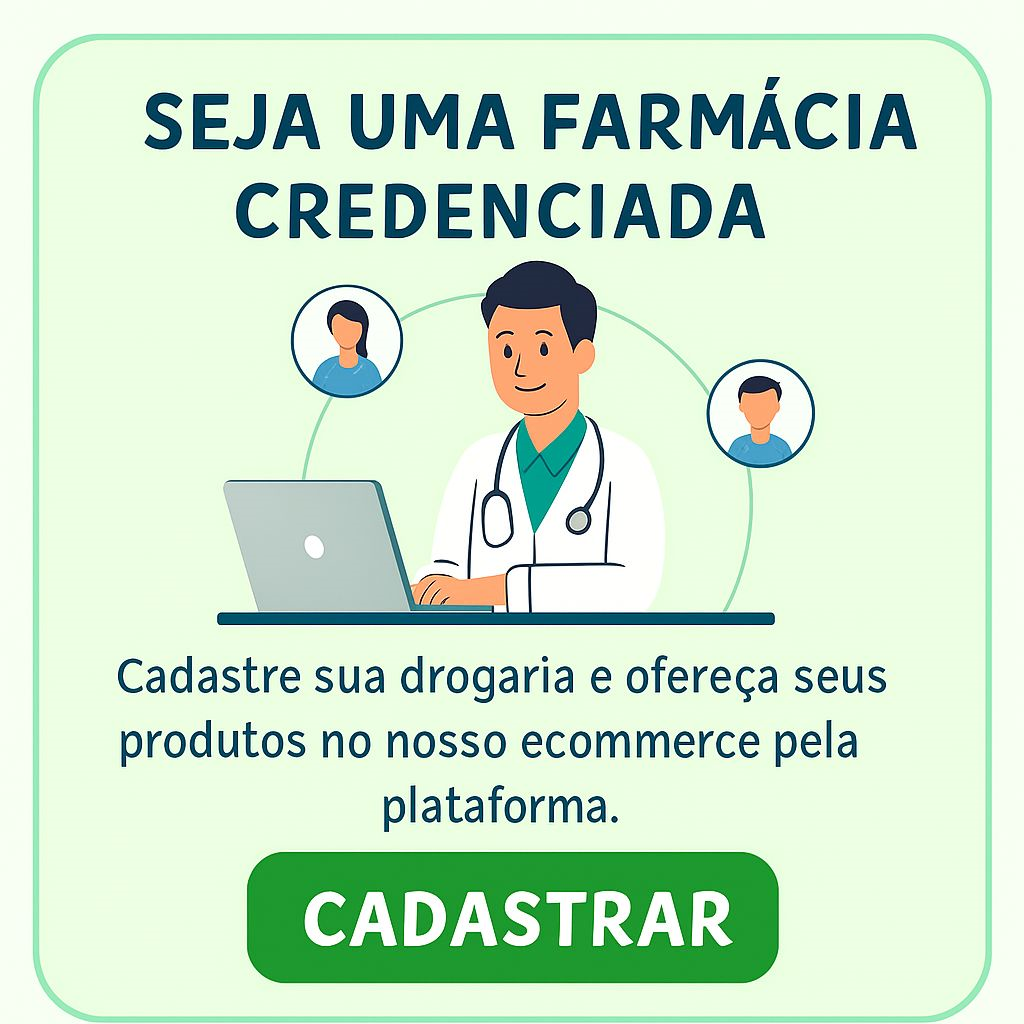 SEJA UMA FARMÁCIA
CREDENCIADA
Cadastre sua drogaria e ofereça seus
produtos no nosso ecommerce pela
plataforma.
CADASTRAR